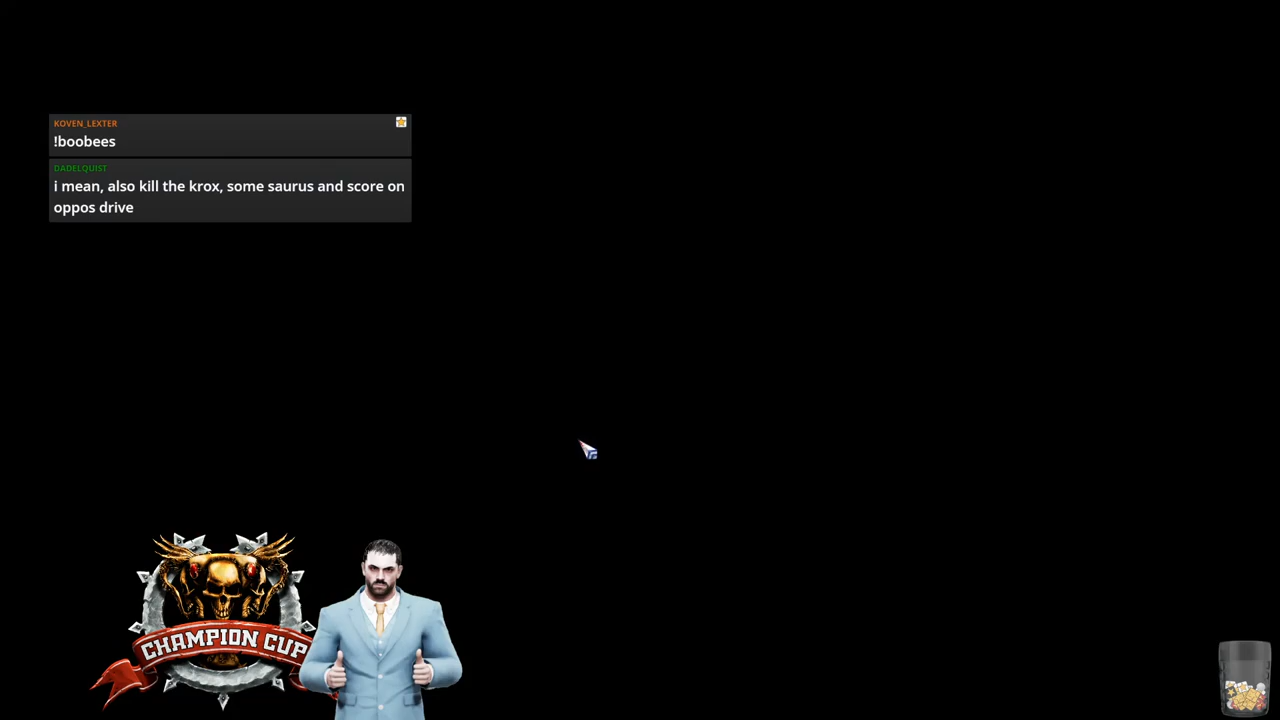 KOVEN_LEXTER
!boobees
DADELQUIST
i mean, also kill the krox, some saurus and score on
oppos drive
CHAMPION CUP